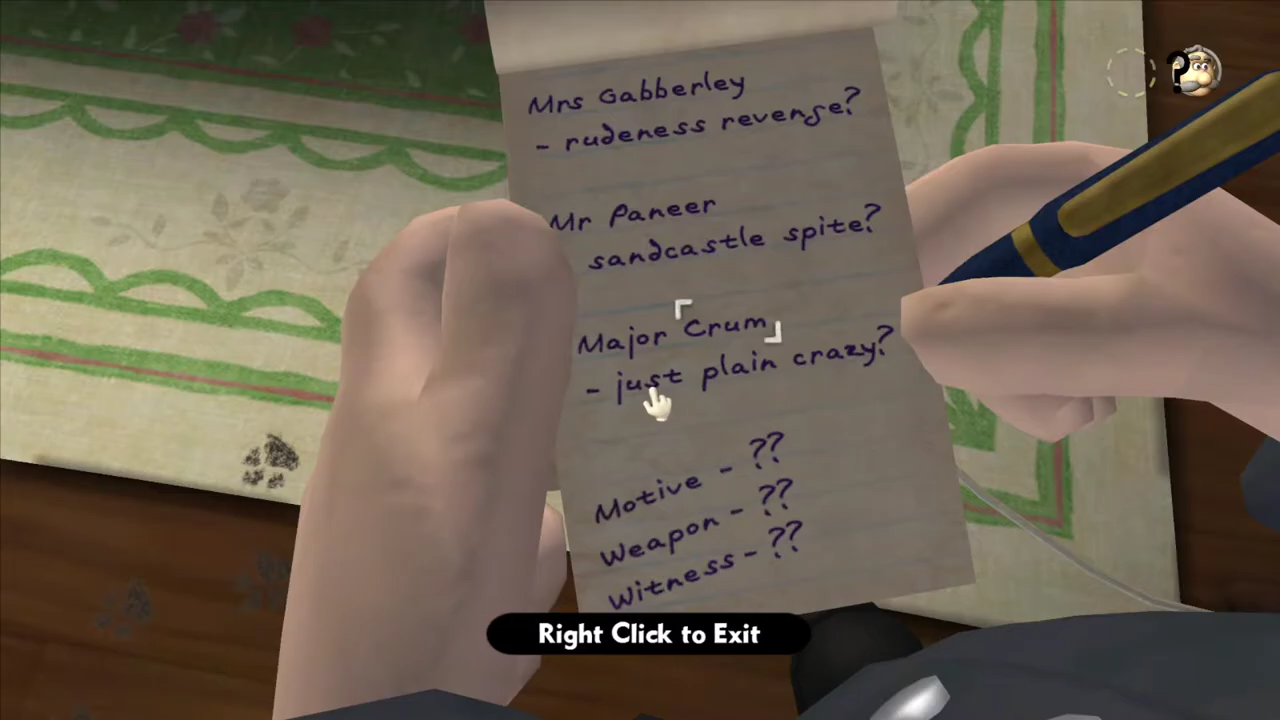 Mrs Gabberley
- rudeness revenge?
Mr Paneer
sandcastle spite?
Major Crum
- just plain crazy?
Motive - ??
Weapon - ??
Witness - ??
Right Click to Exit